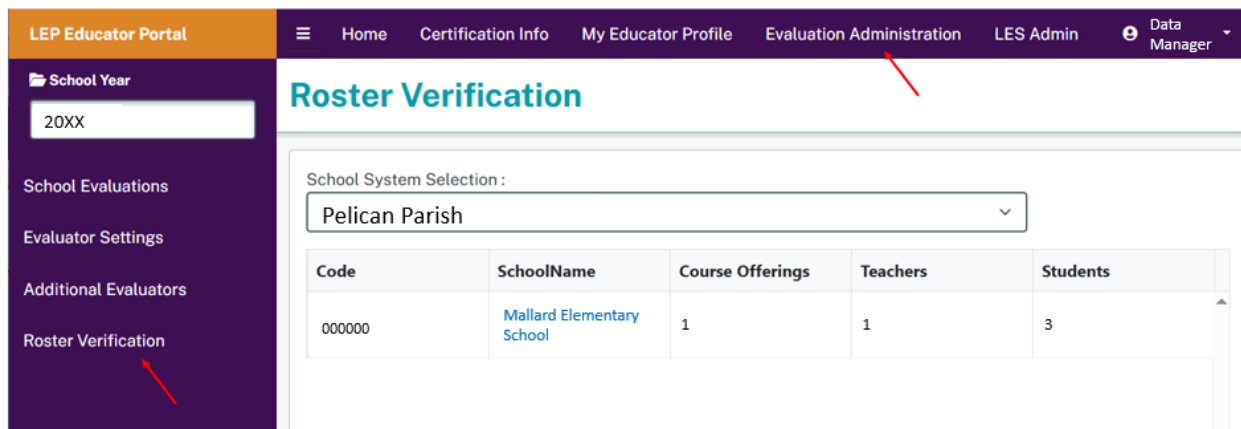 LEP Educator Portal
Home Certification Info My Educator Profile Evaluation Administration LES Admin Data Manager
School Year
20XX
School Evaluations
Evaluator Settings
Additional Evaluators
Roster Verification
Roster Verification
School System Selection :
Pelican Parish
Code SchoolName Course Offerings Teachers Students
000000 Mallard Elementary School 1 1 3